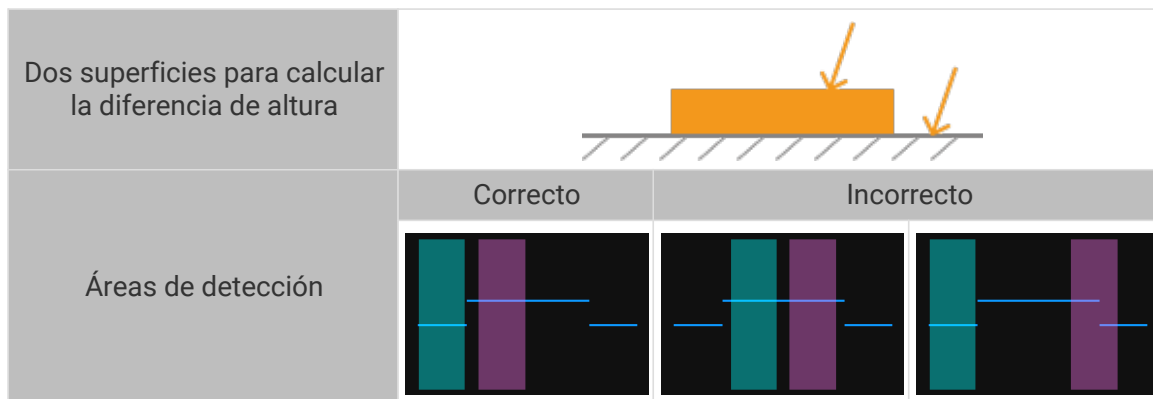 Dos superficies para calcular
la diferencia de altura
Correcto
Incorrecto
Áreas de detección